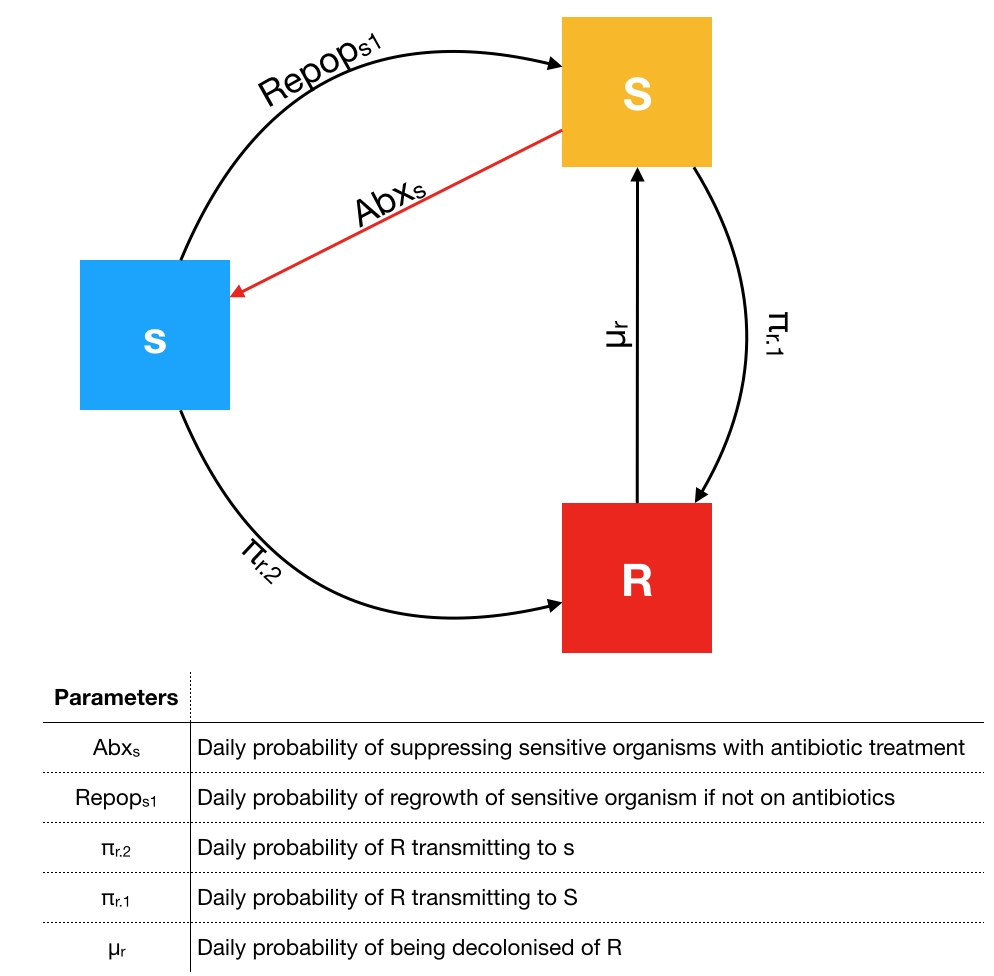 Repops1
S
Absx
s
μr
πr.1
πr.2
R
Parameters
Abxs Daily probability of suppressing sensitive organisms with antibiotic treatment
Repops1 Daily probability of regrowth of sensitive organism if not on antibiotics
πr.2 Daily probability of R transmitting to s
πr.1 Daily probability of R transmitting to S
μr Daily probability of being decolonised of R